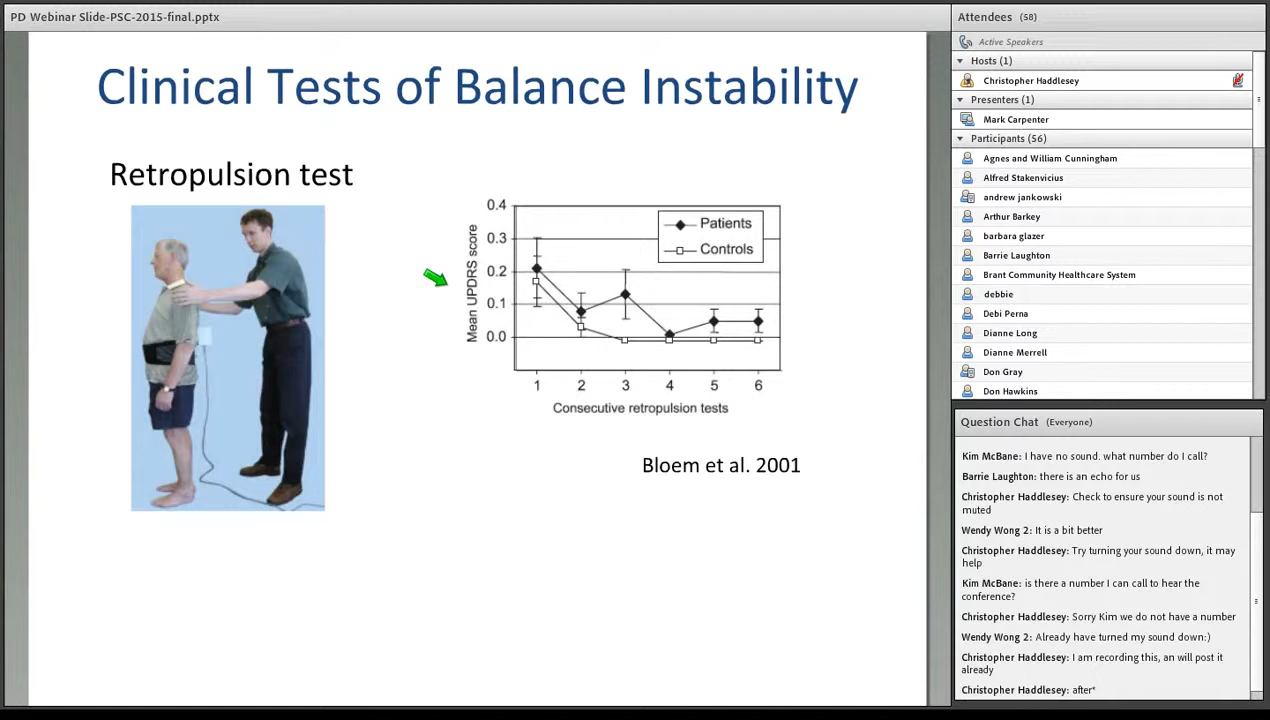 PD Webinar Slide-PSC-2015-final.pptx
Clinical Tests of Balance Instability
Retropulsion test
0.4
0.3
0.2
0.1
0.0
Mean UPDRS score
Patients
Controls
1 2 3 4 5 6
Consecutive retropulsion tests
Bloem et al. 2001
Attendees (58)
Active Speakers
Hosts (1)
Christopher Haddlesey
Presenters (1)
Mark Carpenter
Participants (56)
Agnes and William Cunningham
Alfred Stakenvicius
andrew jankowski
Arthur Barkey
barbara glazer
Barrie Laughton
Brant Community Healthcare System
debbie
Debi Perna
Dianne Long
Dianne Merrell
Don Gray
Don Hawkins
Question Chat (Everyone)
Kim McBane: I have no sound. what number do I call?
Barrie Laughton: there is an echo for us
Christopher Haddlesey: Check to ensure your sound is not
muted
Wendy Wong 2: It is a bit better
Christopher Haddlesey: Try turning your sound down, it may
help
Kim McBane: is there a number I can call to hear the
conference?
Christopher Haddlesey: Sorry Kim we do not have a number
Wendy Wong 2: Already have turned my sound down:)
Christopher Haddlesey: I am recording this, an will post it
already
Christopher Haddlesey: after*